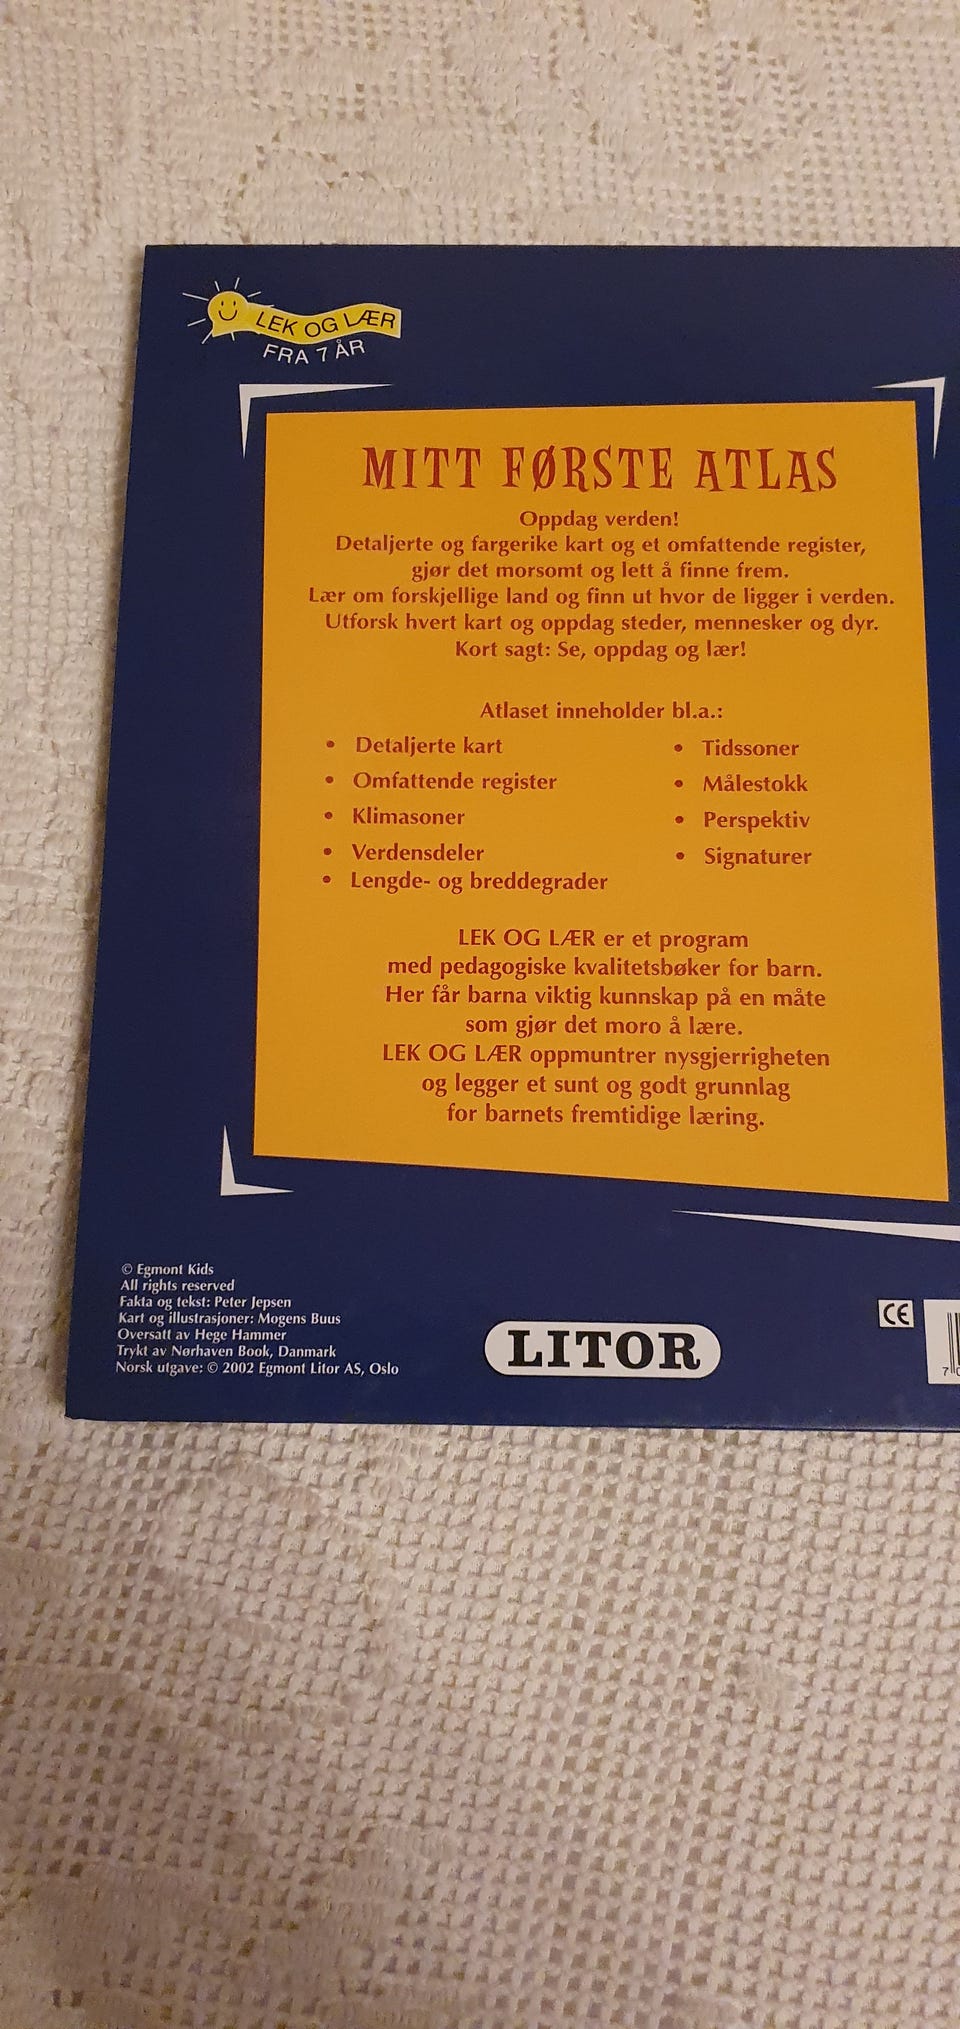 LEK OG LÆR
FRA 7 ÅR
MITT FØRSTE ATLAS
Oppdag verden!
Detaljerte og fargerike kart og et omfattende register,
gjør det morsomt og lett å finne frem.
Lær om forskjellige land og finn ut hvor de ligger i verden.
Utforsk hvert kart og oppdag steder, mennesker og dyr.
Kort sagt: Se, oppdag og lær!
Atlaset inneholder bl.a.:
• Detaljerte kart
• Omfattende register
• Klimasoner
• Verdensdeler
• Lengde- og breddegrader
• Tidssoner
• Målestokk
• Perspektiv
• Signaturer
LEK OG LÆR er et program
med pedagogiske kvalitetsbøker for barn.
Her får barna viktig kunnskap på en måte
som gjør det moro å lære.
LEK OG LÆR oppmuntrer nysgjerrigheten
og legger et sunt og godt grunnlag
for barnets fremtidige læring.
© Egmont Kids
All rights reserved
Fakta og tekst: Peter Jepsen
Kart og illustrasjoner: Mogens Buus
Oversatt av Hege Hammer
Trykt av Nørhaven Book, Danmark
Norsk utgave: © 2002 Egmont Litor AS, Oslo
LITOR
CE
7